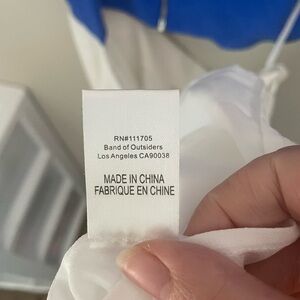 RN#111705
Band of Outsiders
Los Angeles CA90038
MADE IN CHINA
FABRIQUE EN CHINE